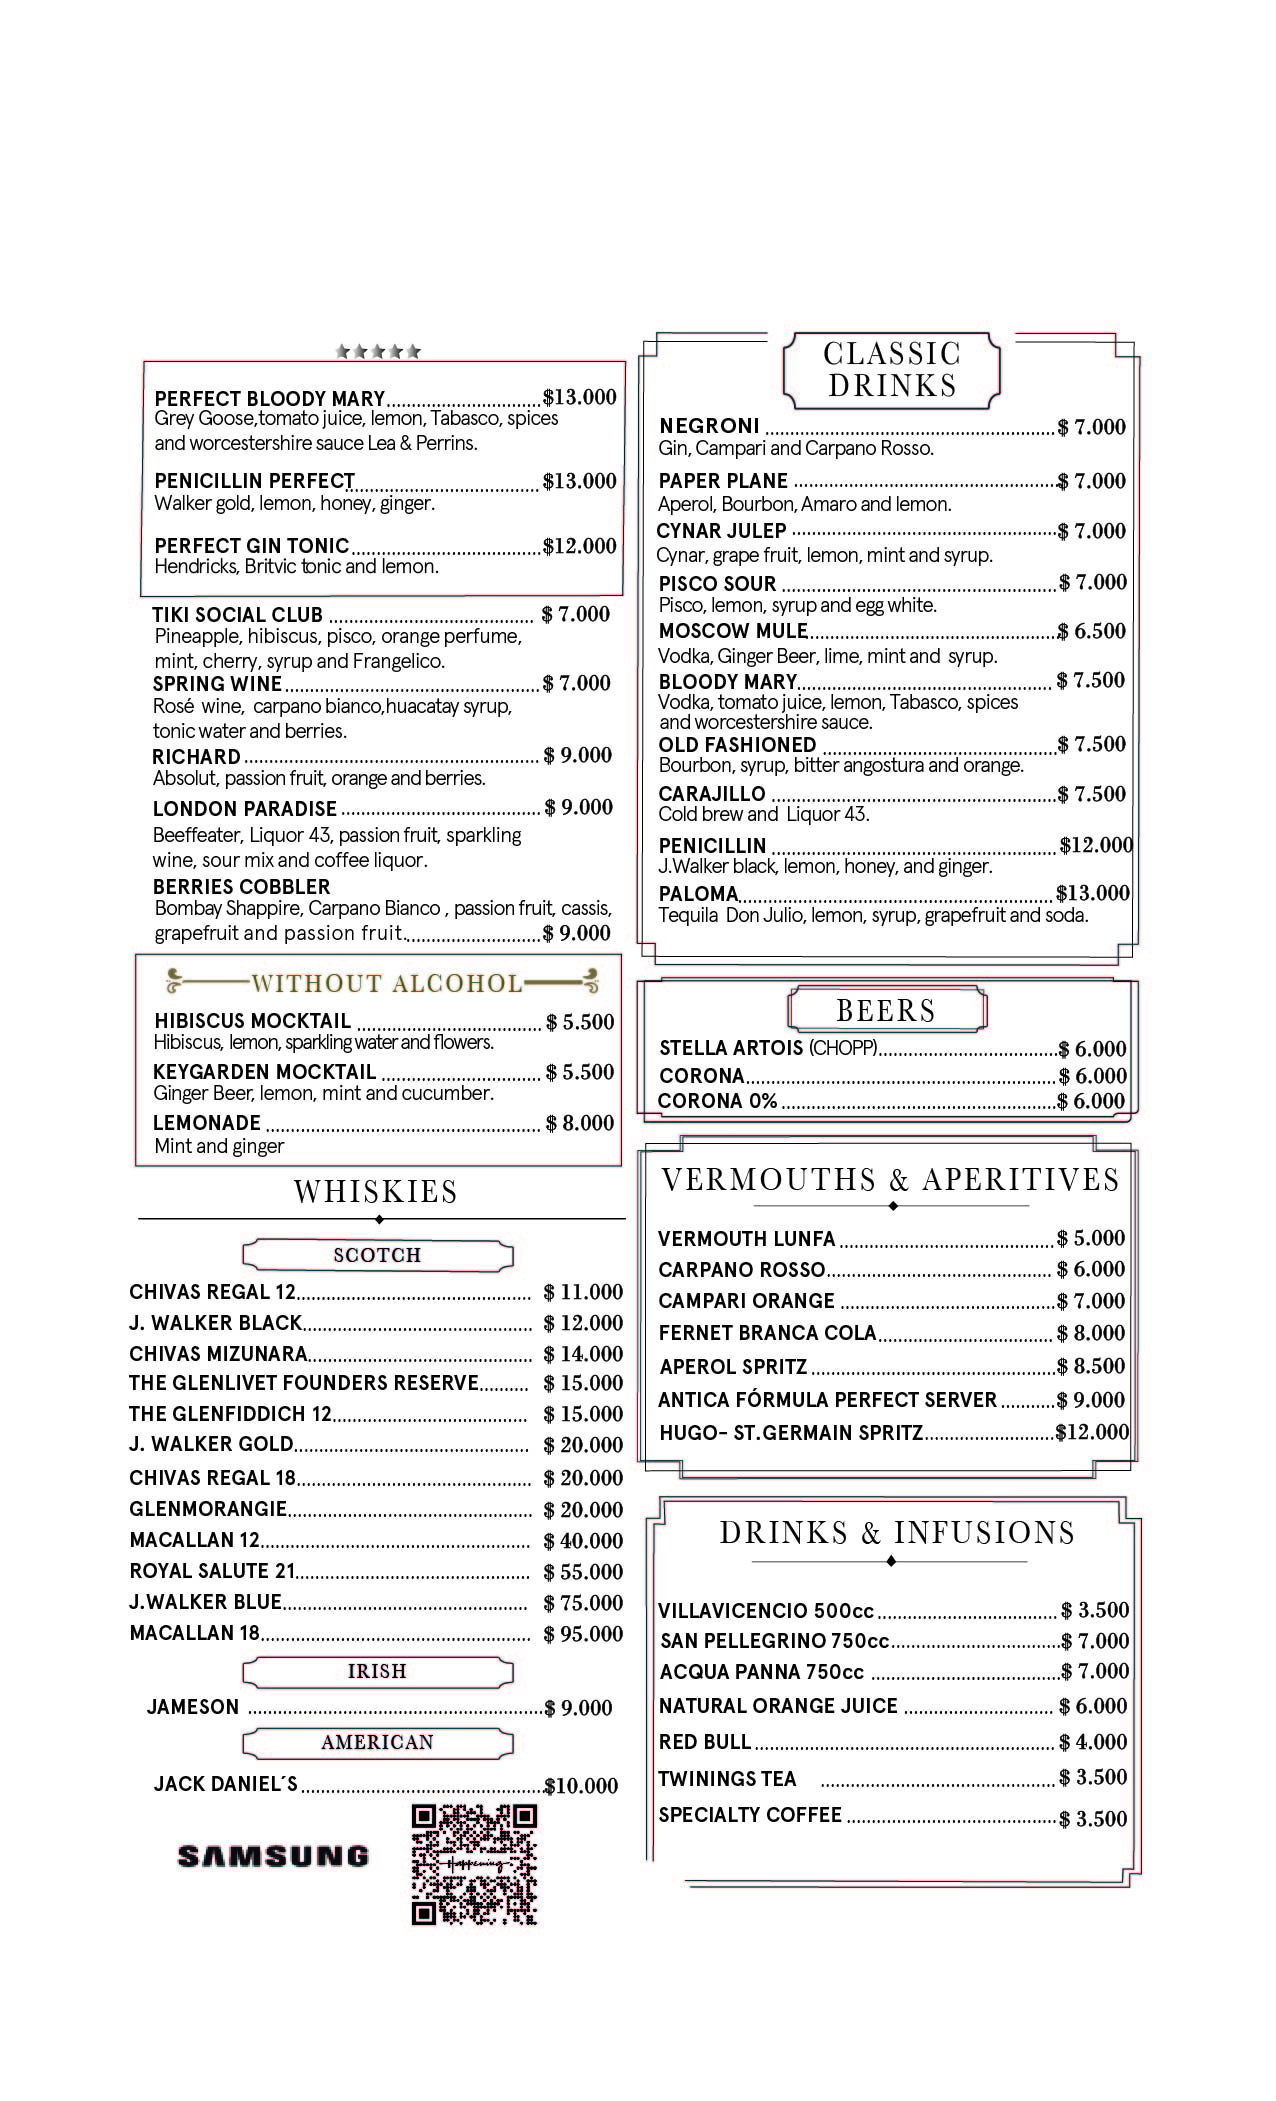 PERFECT BLOODY MARY........................................$13.000
Grey Goose,tomato juice, lemon, Tabasco, spices
and worcestershire sauce Lea & Perrins.
PENICILLIN PERFECT........................................$13.000
Walker gold, lemon, honey, ginger.
PERFECT GIN TONIC........................................$12.000
Hendricks, Britvic tonic and lemon.
TIKI SOCIAL CLUB ........................................ $ 7.000
Pineapple, hibiscus, pisco, orange perfume,
mint, cherry, syrup and Frangelico.
SPRING WINE........................................$ 7.000
Rosé wine, carpano bianco,huacatay syrup,
tonic water and berries.
RICHARD........................................ $ 9.000
Absolut, passion fruit, orange and berries.
LONDON PARADISE ........................................ $ 9.000
Beeffeater, Liquor 43, passion fruit, sparkling
wine, sour mix and coffee liquor.
BERRIES COBBLER
Bombay Shappire, Carpano Bianco , passion fruit, cassis,
grapefruit and passion fruit........................................$ 9.000
WITHOUT ALCOHOL
HIBISCUS MOCKTAIL ........................................ $ 5.500
Hibiscus, lemon, sparkling water and flowers.
KEYGARDEN MOCKTAIL ........................................ $ 5.500
Ginger Beer, lemon, mint and cucumber.
LEMONADE ........................................ $ 8.000
Mint and ginger
WHISKIES
SCOTCH
CHIVAS REGAL 12........................................ $ 11.000
J. WALKER BLACK........................................ $ 12.000
CHIVAS MIZUNARA........................................ $ 14.000
THE GLENLIVET FOUNDERS RESERVE.......... $ 15.000
THE GLENFIDDICH 12........................................ $ 15.000
J. WALKER GOLD........................................ $ 20.000
CHIVAS REGAL 18........................................ $ 20.000
GLENMORANGIE........................................ $ 20.000
MACALLAN 12........................................ $ 40.000
ROYAL SALUTE 21........................................ $ 55.000
J.WALKER BLUE........................................ $ 75.000
MACALLAN 18........................................ $ 95.000
IRISH
JAMESON ........................................$ 9.000
AMERICAN
JACK DANIEL´S........................................$10.000
SAMSUNG
Happening
CLASSIC
DRINKS
NEGRONI ........................................$ 7.000
Gin, Campari and Carpano Rosso.
PAPER PLANE ........................................$ 7.000
Aperol, Bourbon, Amaro and lemon.
CYNAR JULEP ........................................$ 7.000
Cynar, grape fruit, lemon, mint and syrup.
PISCO SOUR ........................................ $ 7.000
Pisco, lemon, syrup and egg white.
MOSCOW MULE........................................$ 6.500
Vodka, Ginger Beer, lime, mint and syrup.
BLOODY MARY........................................ $ 7.500
Vodka, tomato juice, lemon, Tabasco, spices
and worcestershire sauce.
OLD FASHIONED ........................................$ 7.500
Bourbon, syrup, bitter angostura and orange.
CARAJILLO ........................................$ 7.500
Cold brew and Liquor 43.
PENICILLIN ........................................ $12.000
J.Walker black, lemon, honey, and ginger.
PALOMA........................................ $13.000
Tequila Don Julio, lemon, syrup, grapefruit and soda.
BEERS
STELLA ARTOIS (CHOPP)........................................$ 6.000
CORONA........................................ $ 6.000
CORONA 0% ........................................$ 6.000
VERMOUTHS & APERITIVES
VERMOUTH LUNFA ........................................$ 5.000
CARPANO ROSSO........................................ $ 6.000
CAMPARI ORANGE ........................................$ 7.000
FERNET BRANCA COLA........................................ $ 8.000
APEROL SPRITZ ........................................$ 8.500
ANTICA FÓRMULA PERFECT SERVER ..........$ 9.000
HUGO- ST.GERMAIN SPRITZ..............................$12.000
DRINKS & INFUSIONS
VILLAVICENCIO 500cc ........................................ $ 3.500
SAN PELLEGRINO 750cc........................................$ 7.000
ACQUA PANNA 750cc ........................................$ 7.000
NATURAL ORANGE JUICE .............................. $ 6.000
RED BULL ........................................ $ 4.000
TWININGS TEA ........................................ $ 3.500
SPECIALTY COFFEE ........................................ $ 3.500